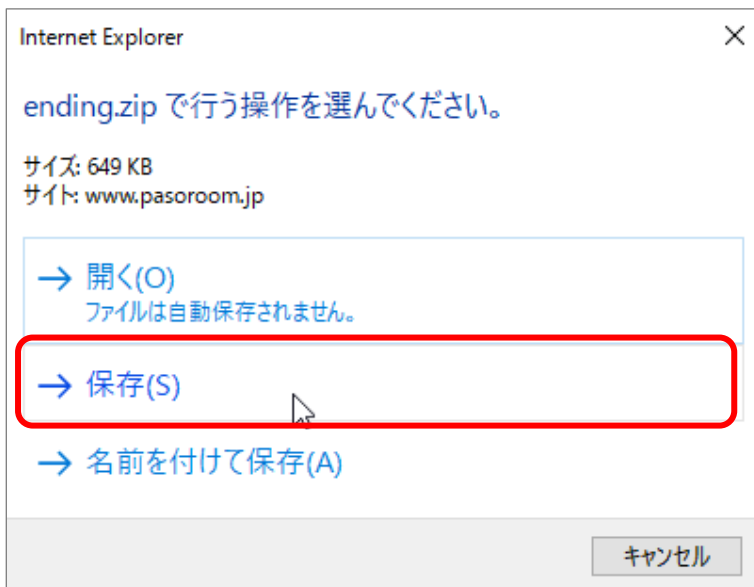 Internet Explorer
ending.zip で行う操作を選んでください。
サイズ: 649 KB
サイト: www.pasoroom.jp
→ 開く(O)
ファイルは自動保存されません。
→ 保存(S)
→ 名前を付けて保存(A)
キャンセル